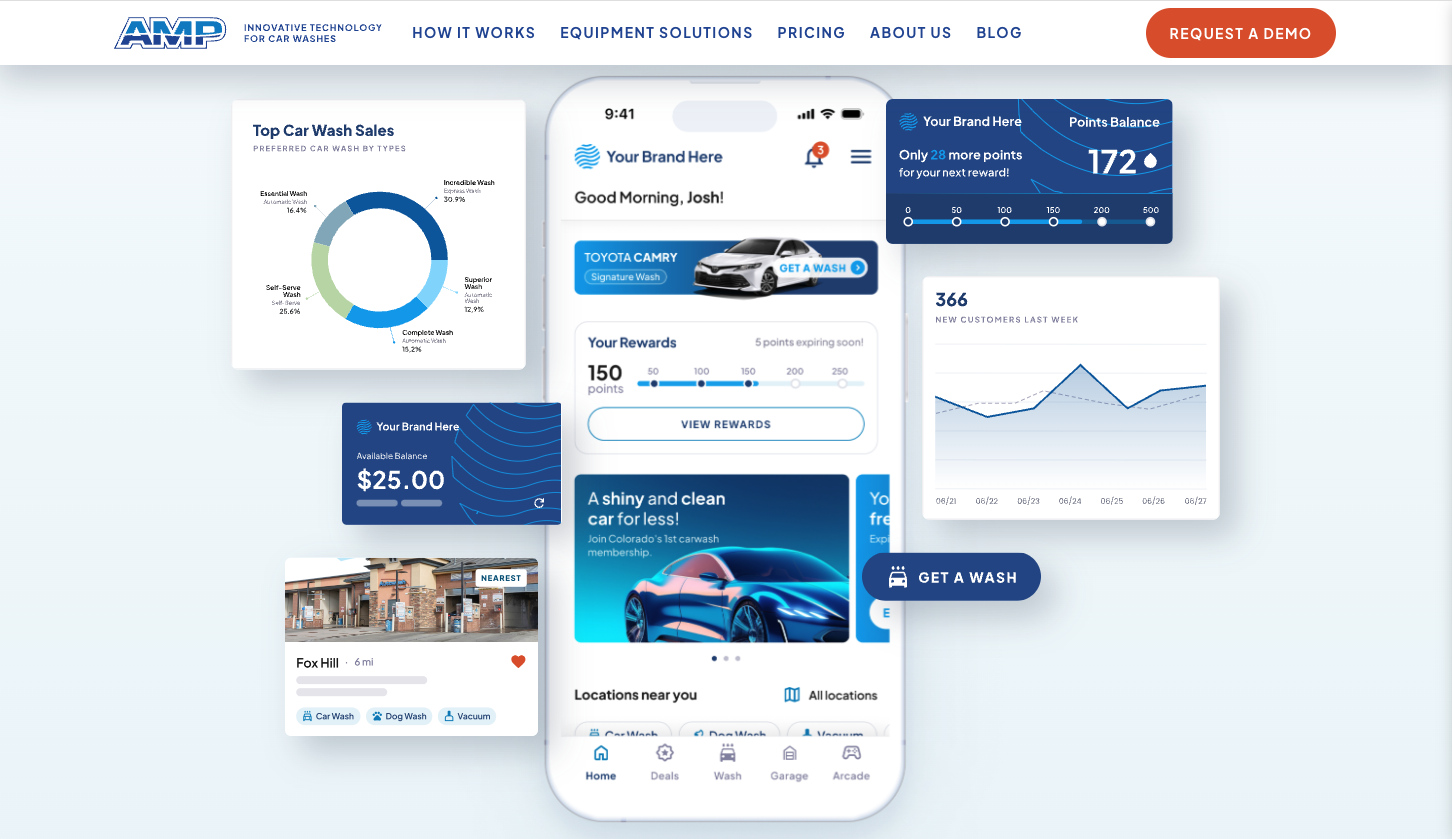 AMP
INNOVATIVE TECHNOLOGY
FOR CAR WASHES
HOW IT WORKS
EQUIPMENT SOLUTIONS
PRICING
ABOUT US
BLOG
REQUEST A DEMO
Top Car Wash Sales
PREFERRED CAR WASH BY TYPES
Essential Wash
Automatic Wash
16.4%
Incredible Wash
Express Wash
30.9%
Self-Serve
Wash
Self-Serve
25.6%
Superior
Wash
Automatic
Wash
12,9%
Complete Wash
Automatic Wash
15,2%
Your Brand Here
Available Balance
$25.00
NEAREST
Fox Hill · 6 mi
Car Wash
Dog Wash
Vacuum
9:41
Your Brand Here
3
Good Morning, Josh!
TOYOTA CAMRY
Signature Wash
GET A WASH
Your Rewards
5 points expiring soon!
150
points
50 100 150 200 250
VIEW REWARDS
A shiny and clean
car for less!
Join Colorado's 1st carwash
membership.
Yo
fre
Expi
E
Locations near you
All locations
Car Wash
Dog Wash
Vacuum
Home
Deals
Wash
Garage
Arcade
Your Brand Here
Points Balance
Only 28 more points
for your next reward!
172
0 50 100 150 200 500
366
NEW CUSTOMERS LAST WEEK
06/21 06/22 06/23 06/24 06/25 06/26 06/27
GET A WASH